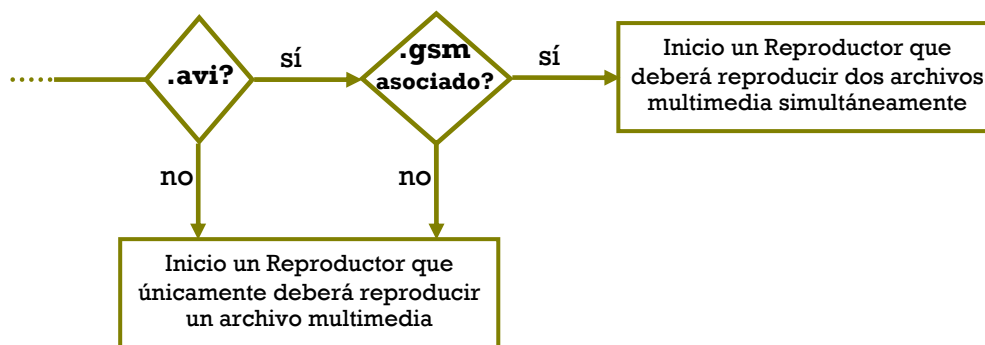 .avi?
sí
.gsm
asociado?
sí
Inicio un Reproductor que
deberá reproducir dos archivos
multimedia simultáneamente
no
no
Inicio un Reproductor que
únicamente deberá reproducir
un archivo multimedia